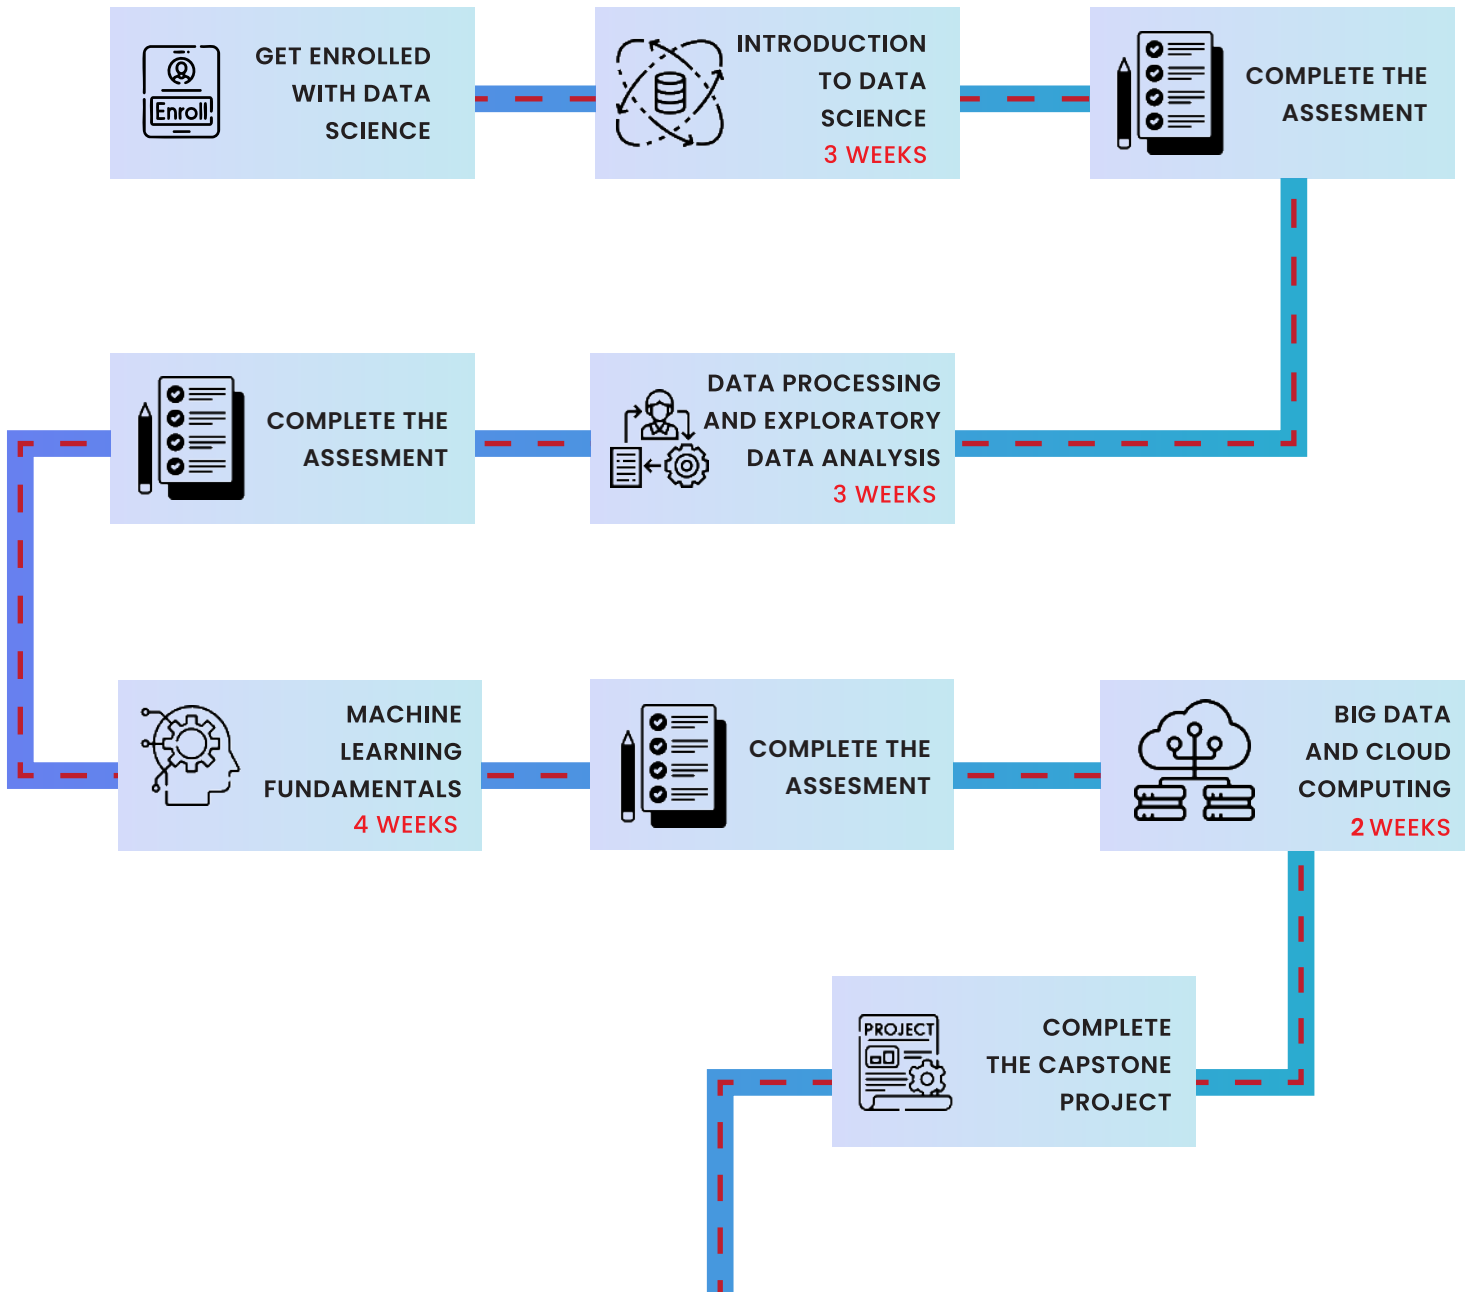 Enroll
GET ENROLLED
WITH DATA
SCIENCE
INTRODUCTION
TO DATA
SCIENCE
3 WEEKS
COMPLETE THE
ASSESMENT
DATA PROCESSING
AND EXPLORATORY
DATA ANALYSIS
3 WEEKS
COMPLETE THE
ASSESMENT
MACHINE
LEARNING
FUNDAMENTALS
4 WEEKS
COMPLETE THE
ASSESMENT
BIG DATA
AND CLOUD
COMPUTING
2 WEEKS
PROJECT
COMPLETE
THE CAPSTONE
PROJECT